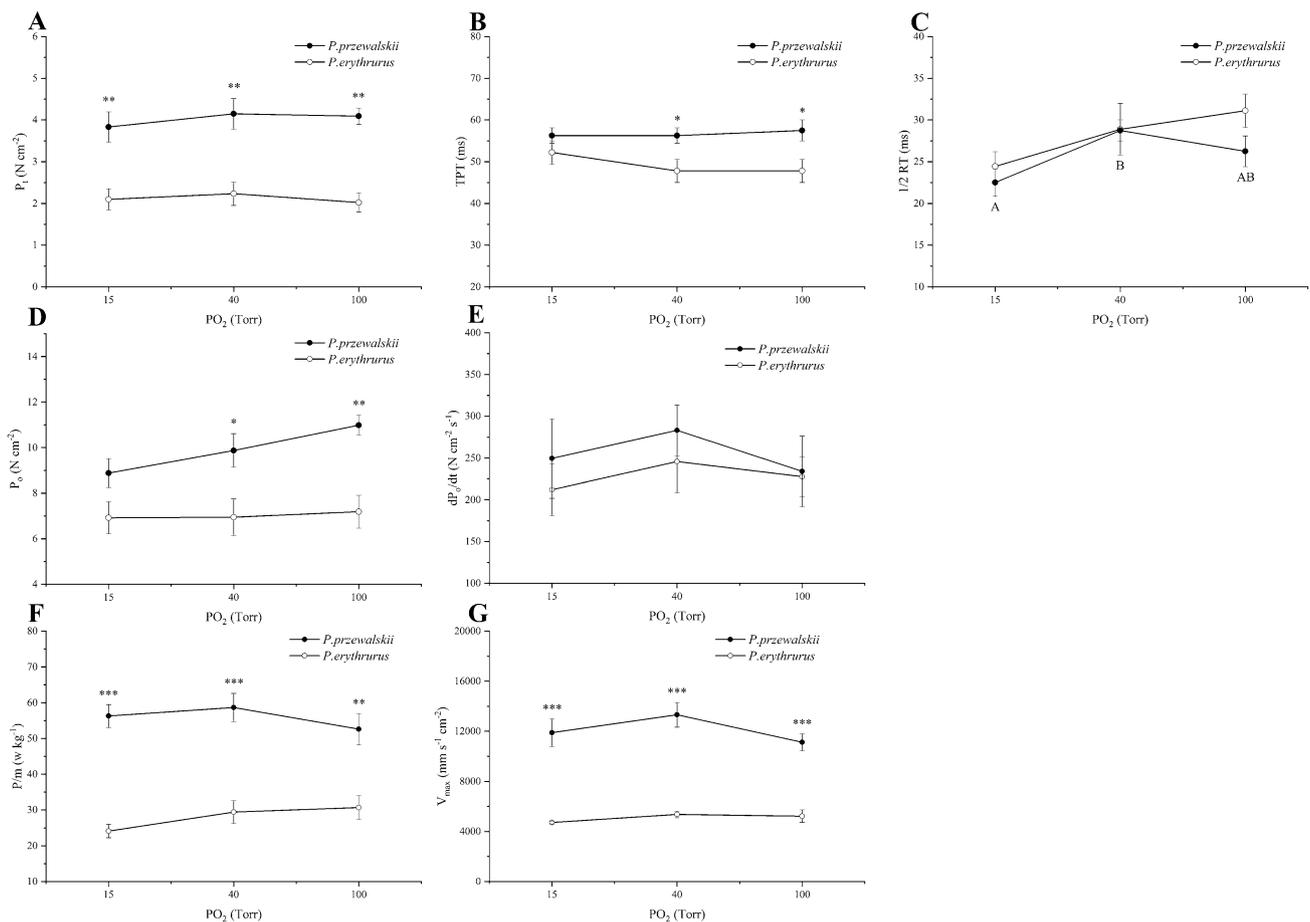 A
6
5
4
3
2
1
0
Pt (N cm-2)
** ** **
P.przewalskii
P.erythrurus
15 40 100
PO2 (Torr)
B
80
70
60
50
40
30
20
TPT (ms)
* *
P.przewalskii
P.erythrurus
15 40 100
PO2 (Torr)
C
40
35
30
25
20
15
10
1/2 RT (ms)
P.przewalskii
P.erythrurus
A B AB
15 40 100
PO2 (Torr)
D
14
12
10
8
6
4
Po (N cm-2)
* **
P.przewalskii
P.erythrurus
15 40 100
PO2 (Torr)
E
400
350
300
250
200
150
100
dPo/dt (N cm-2 s-1)
P.przewalskii
P.erythrurus
15 40 100
PO2 (Torr)
F
80
70
60
50
40
30
20
10
P/m (w kg-1)
*** *** **
P.przewalskii
P.erythrurus
15 40 100
PO2 (Torr)
G
20000
16000
12000
8000
4000
0
Vmax (mm s-1 cm-2)
*** *** ***
P.przewalskii
P.erythrurus
15 40 100
PO2 (Torr)